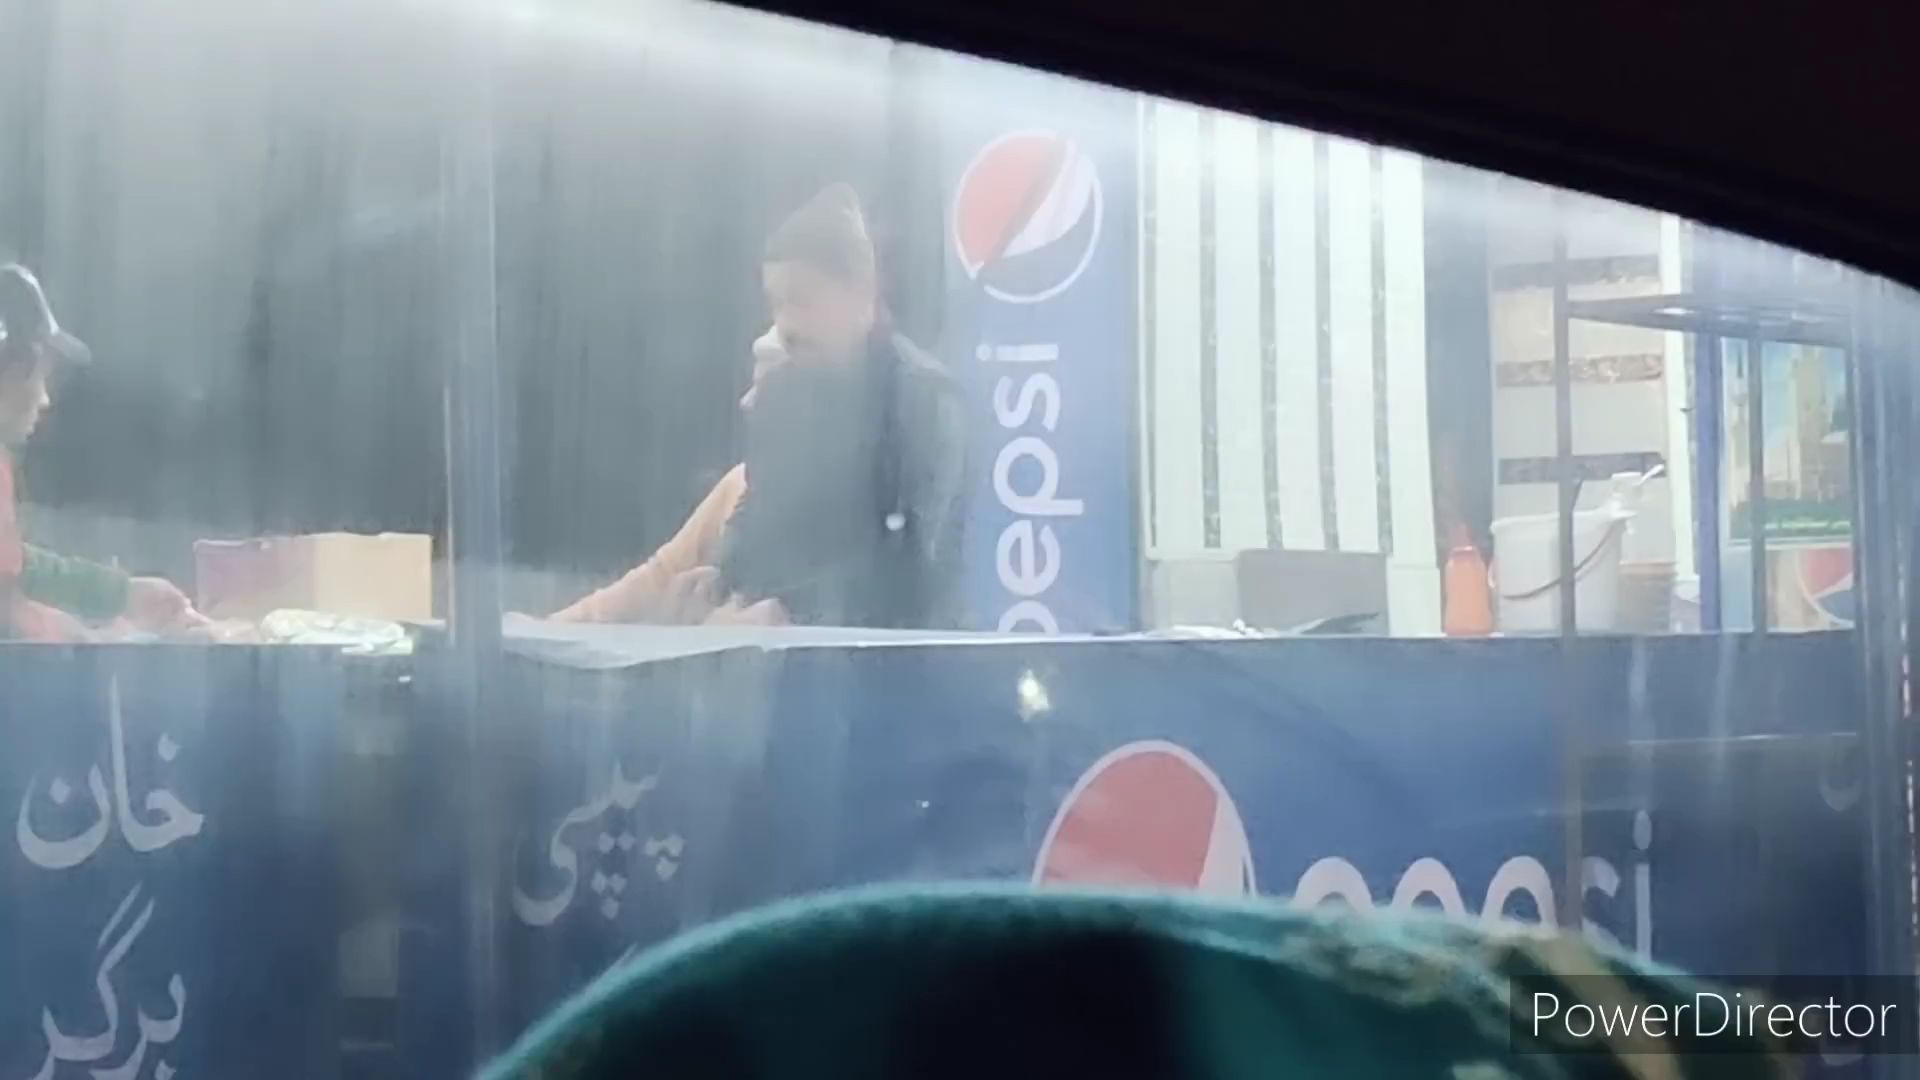 pepsi
خان
برگر
پیپسی
pepsi
PowerDirector